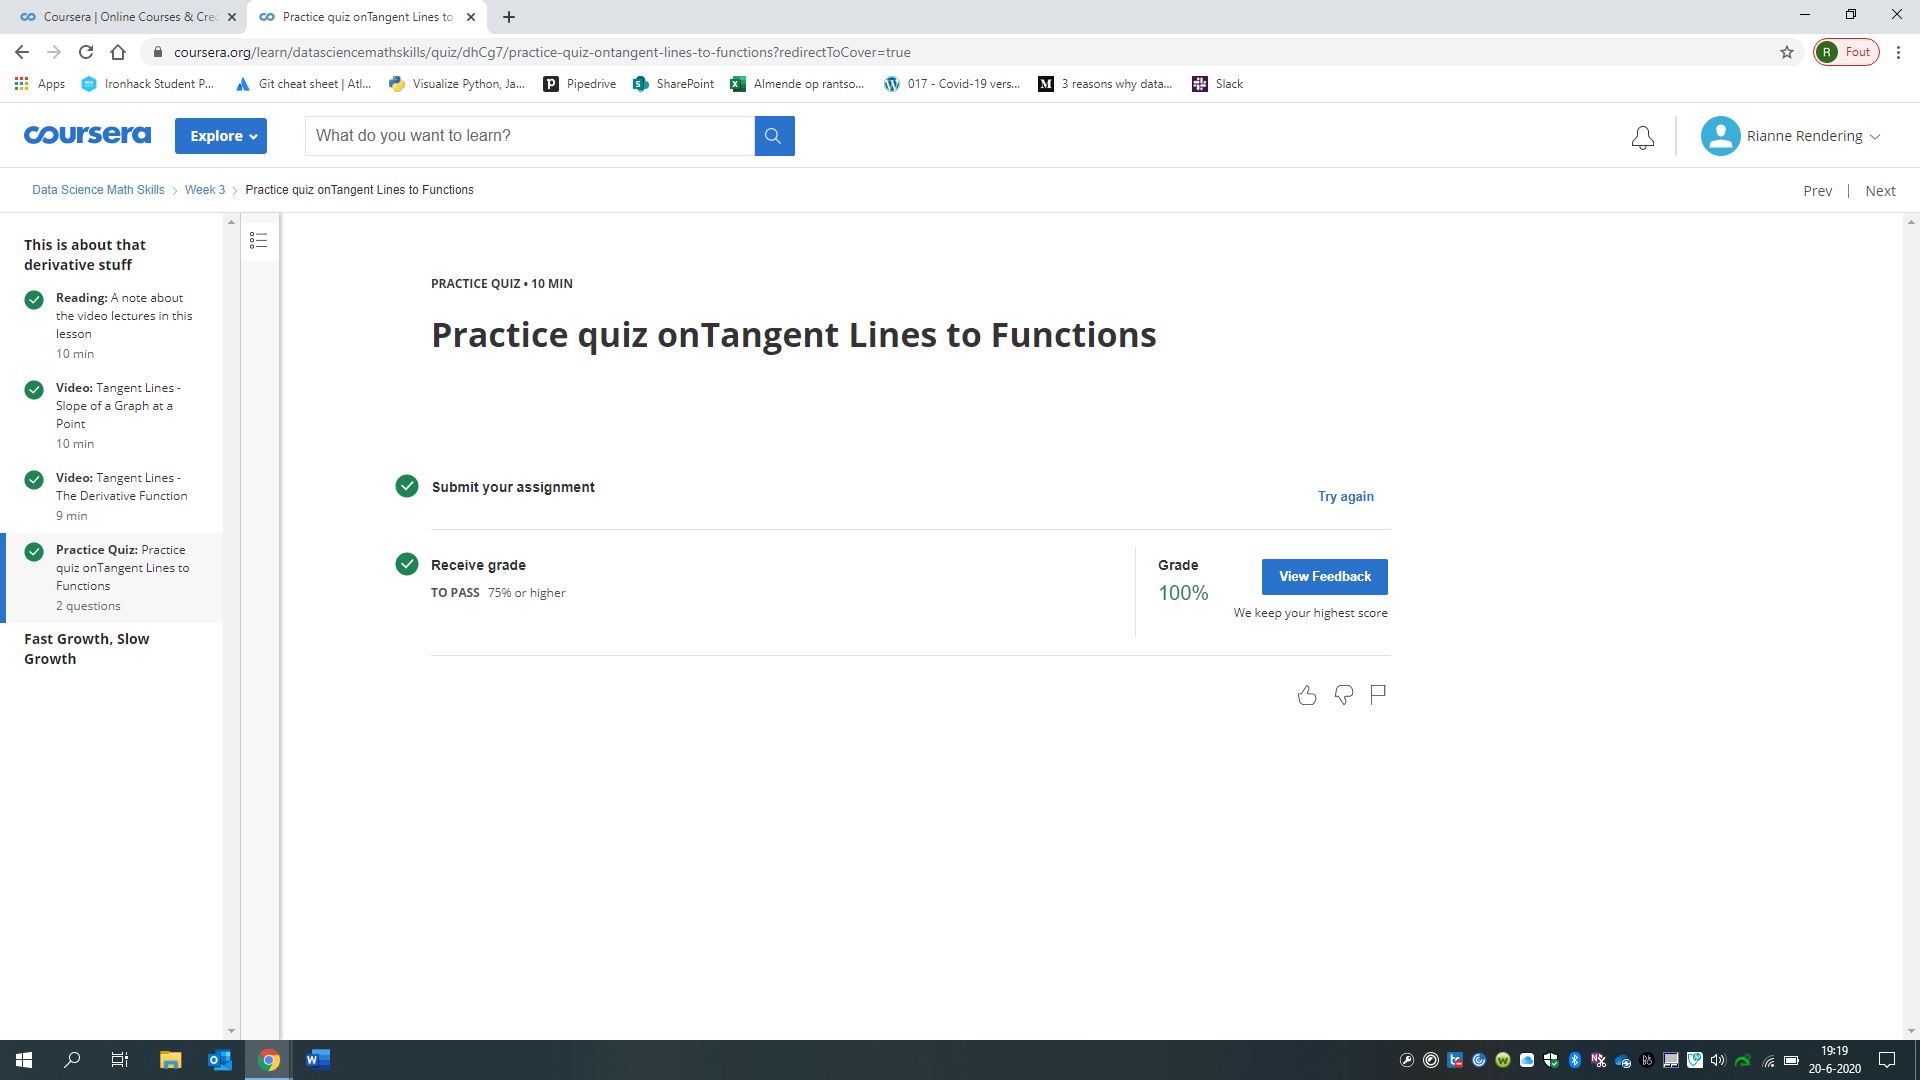 Coursera | Online Courses & Cre
Practice quiz onTangent Lines to
coursera.org/learn/datasciencemathskills/quiz/dhCg7/practice-quiz-ontangent-lines-to-functions?redirectToCover=true
R Fout
Apps
Ironhack Student P...
Git cheat sheet | Atl...
Visualize Python, Ja...
Pipedrive
SharePoint
Almende op rantso...
017 - Covid-19 vers...
3 reasons why data...
Slack
coursera
Explore
What do you want to learn?
Rianne Rendering
Data Science Math Skills
Week 3
Practice quiz onTangent Lines to Functions
Prev | Next
This is about that
derivative stuff
Reading: A note about
the video lectures in this
lesson
10 min
Video: Tangent Lines -
Slope of a Graph at a
Point
10 min
Video: Tangent Lines -
The Derivative Function
9 min
Practice Quiz: Practice
quiz onTangent Lines to
Functions
2 questions
Fast Growth, Slow
Growth
PRACTICE QUIZ • 10 MIN
Practice quiz onTangent Lines to Functions
Submit your assignment
Try again
Receive grade
TO PASS 75% or higher
Grade
100%
View Feedback
We keep your highest score
19:19
20-6-2020